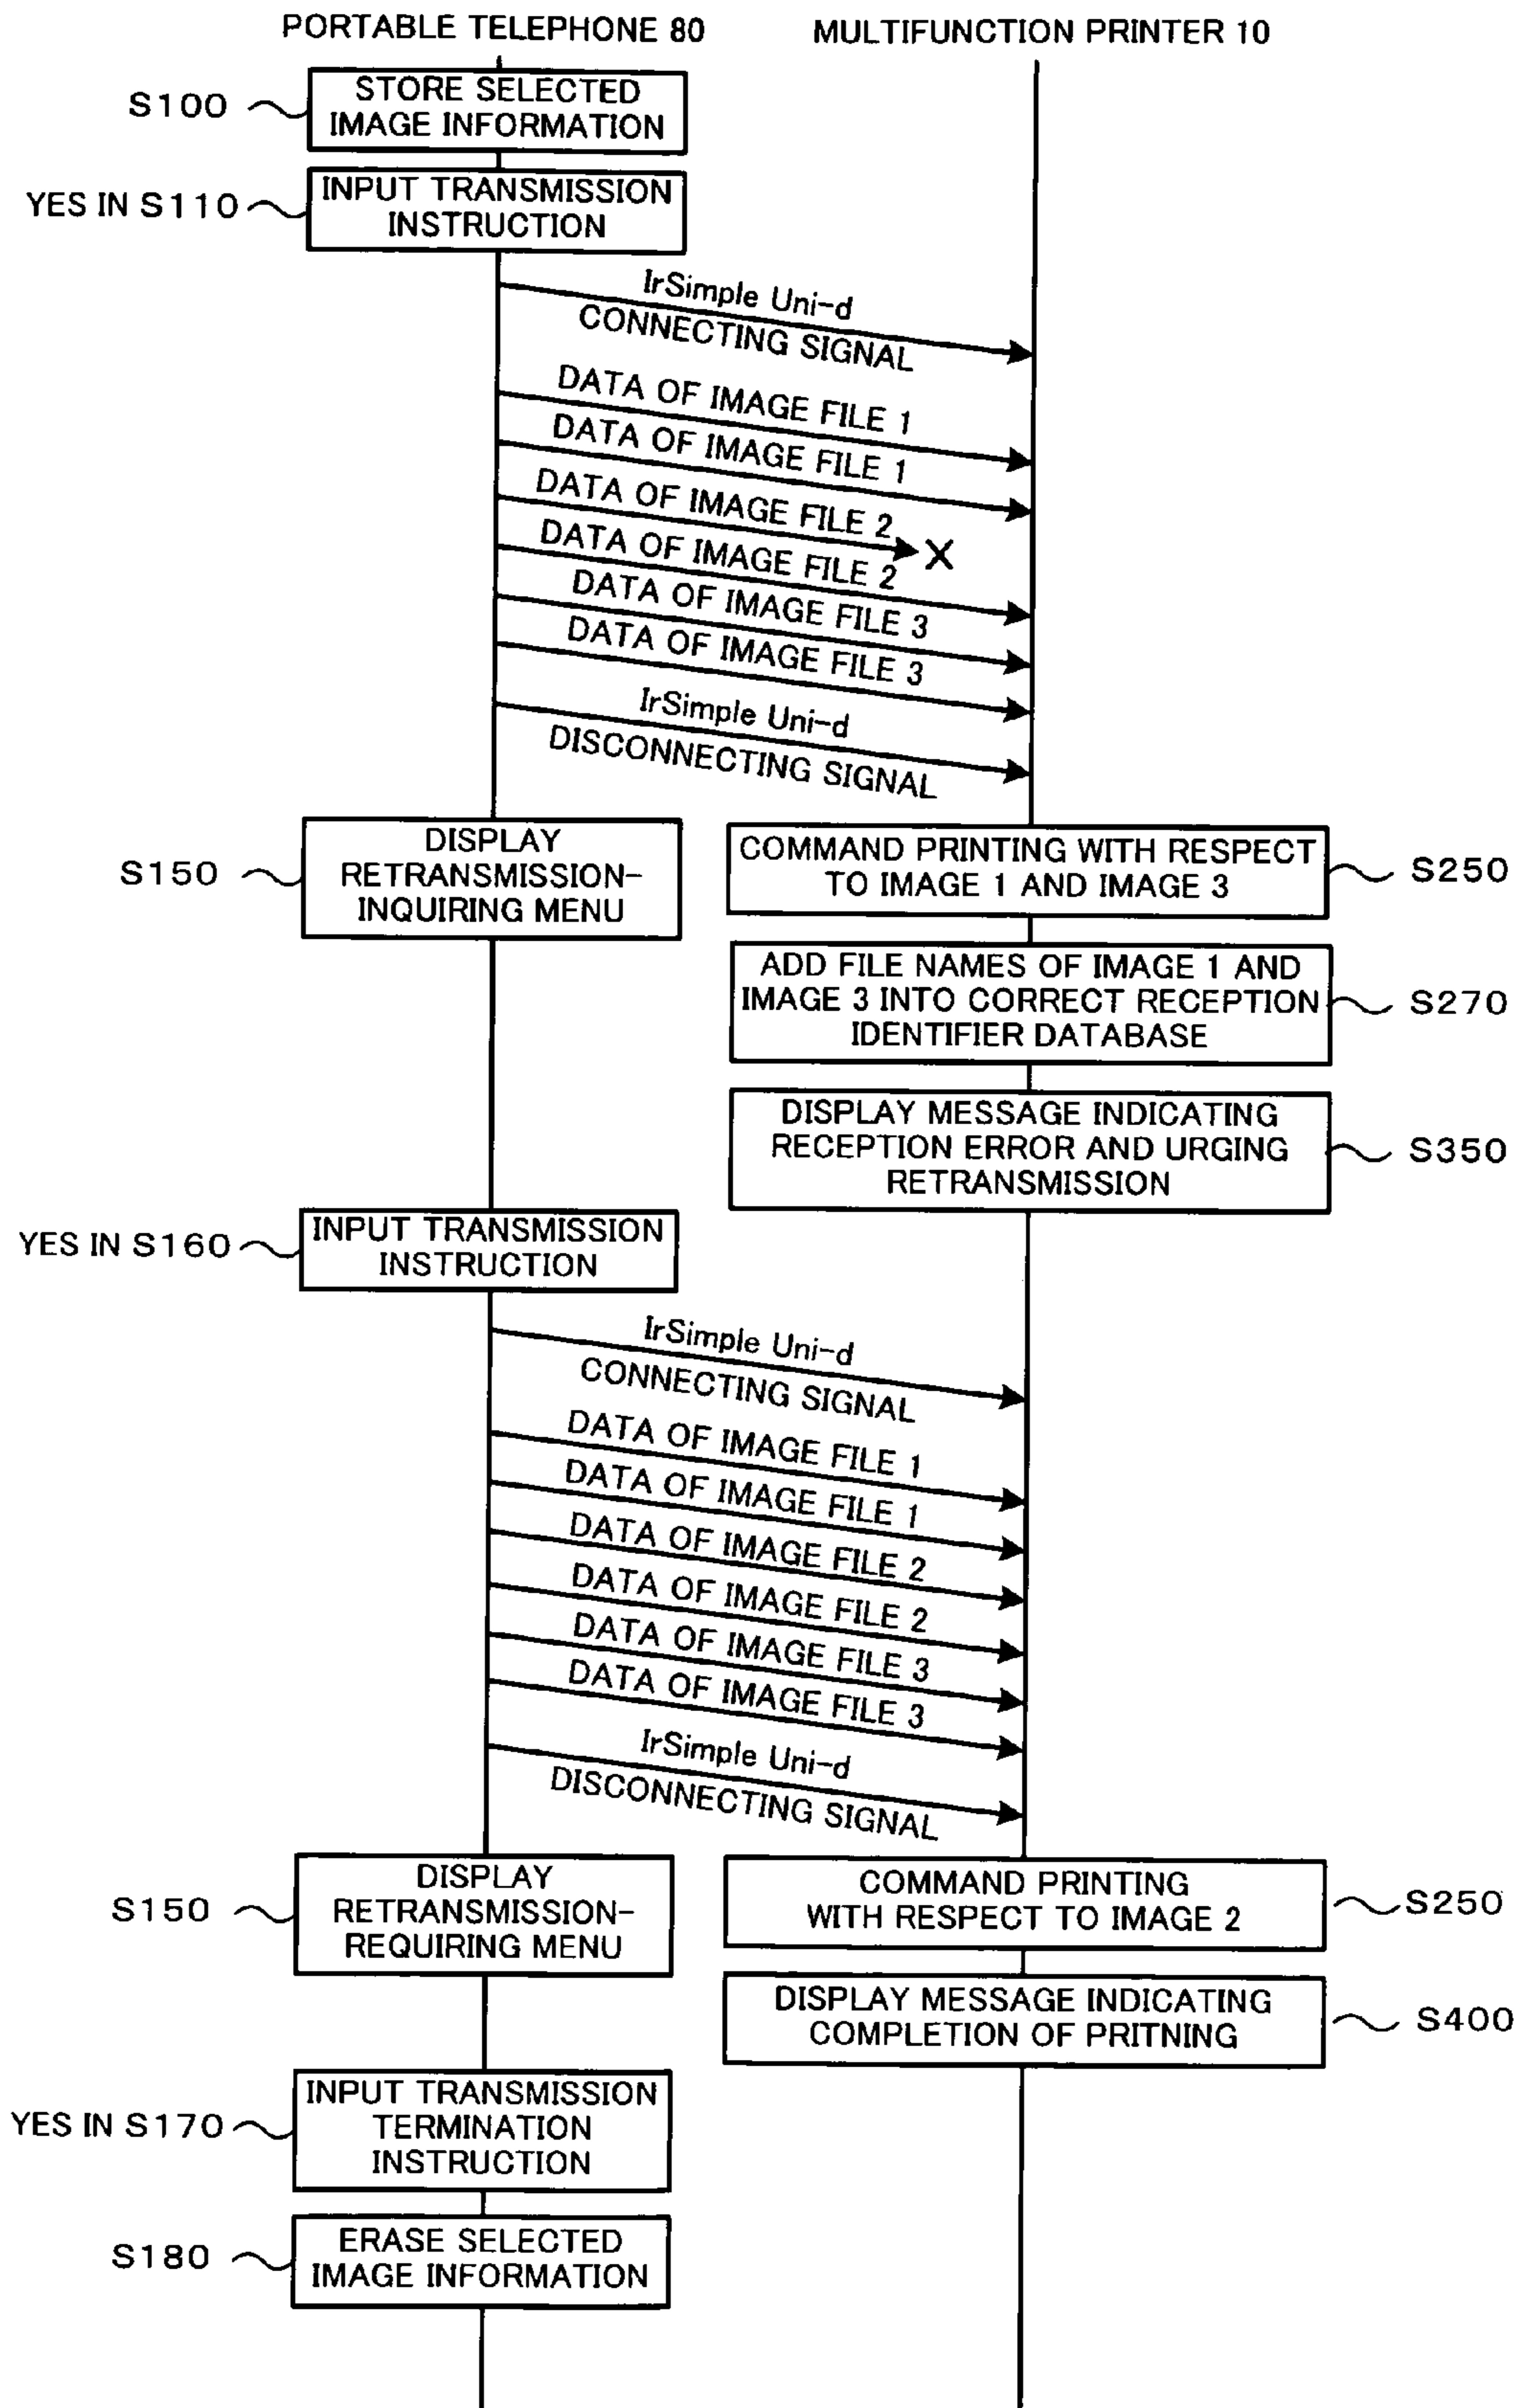 PORTABLE TELEPHONE 80
MULTIFUNCTION PRINTER 10
S100
STORE SELECTED
IMAGE INFORMATION
YES IN S110
INPUT TRANSMISSION
INSTRUCTION
IrSimple Uni-d
CONNECTING SIGNAL
DATA OF IMAGE FILE 1
DATA OF IMAGE FILE 1
DATA OF IMAGE FILE 2
X
DATA OF IMAGE FILE 2
DATA OF IMAGE FILE 3
DATA OF IMAGE FILE 3
IrSimple Uni-d
DISCONNECTING SIGNAL
S150
DISPLAY
RETRANSMISSION-
INQUIRING MENU
COMMAND PRINTING WITH RESPECT
TO IMAGE 1 AND IMAGE 3
S250
ADD FILE NAMES OF IMAGE 1 AND
IMAGE 3 INTO CORRECT RECEPTION
IDENTIFIER DATABASE
S270
DISPLAY MESSAGE INDICATING
RECEPTION ERROR AND URGING
RETRANSMISSION
S350
YES IN S160
INPUT TRANSMISSION
INSTRUCTION
IrSimple Uni-d
CONNECTING SIGNAL
DATA OF IMAGE FILE 1
DATA OF IMAGE FILE 1
DATA OF IMAGE FILE 2
DATA OF IMAGE FILE 2
DATA OF IMAGE FILE 3
DATA OF IMAGE FILE 3
IrSimple Uni-d
DISCONNECTING SIGNAL
S150
DISPLAY
RETRANSMISSION-
REQUIRING MENU
COMMAND PRINTING
WITH RESPECT TO IMAGE 2
S250
DISPLAY MESSAGE INDICATING
COMPLETION OF PRITNING
S400
YES IN S170
INPUT TRANSMISSION
TERMINATION
INSTRUCTION
S180
ERASE SELECTED
IMAGE INFORMATION